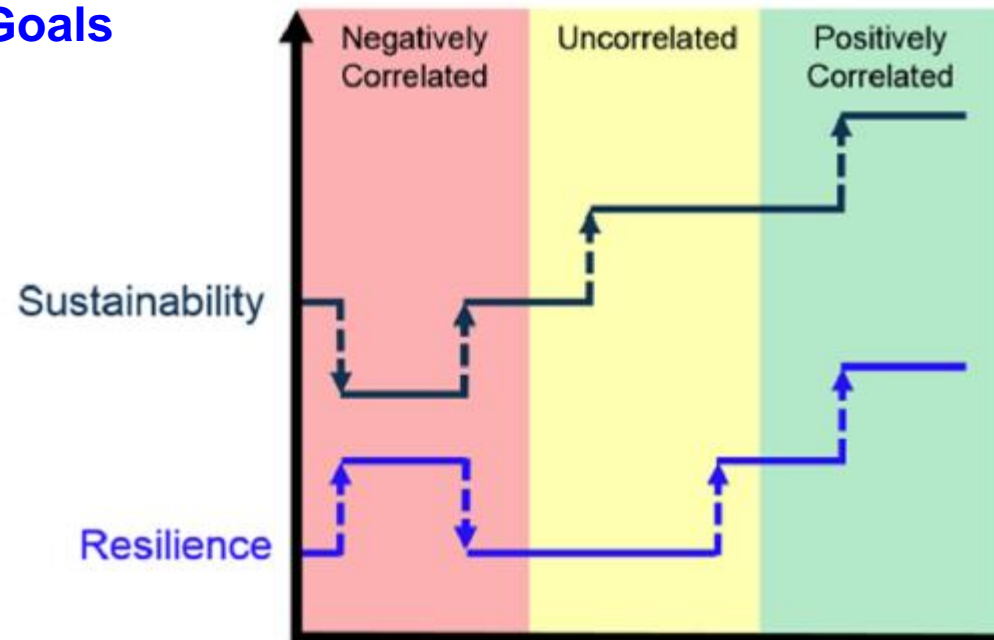 Goals
Negatively
Correlated
Uncorrelated
Positively
Correlated
Sustainability
Resilience